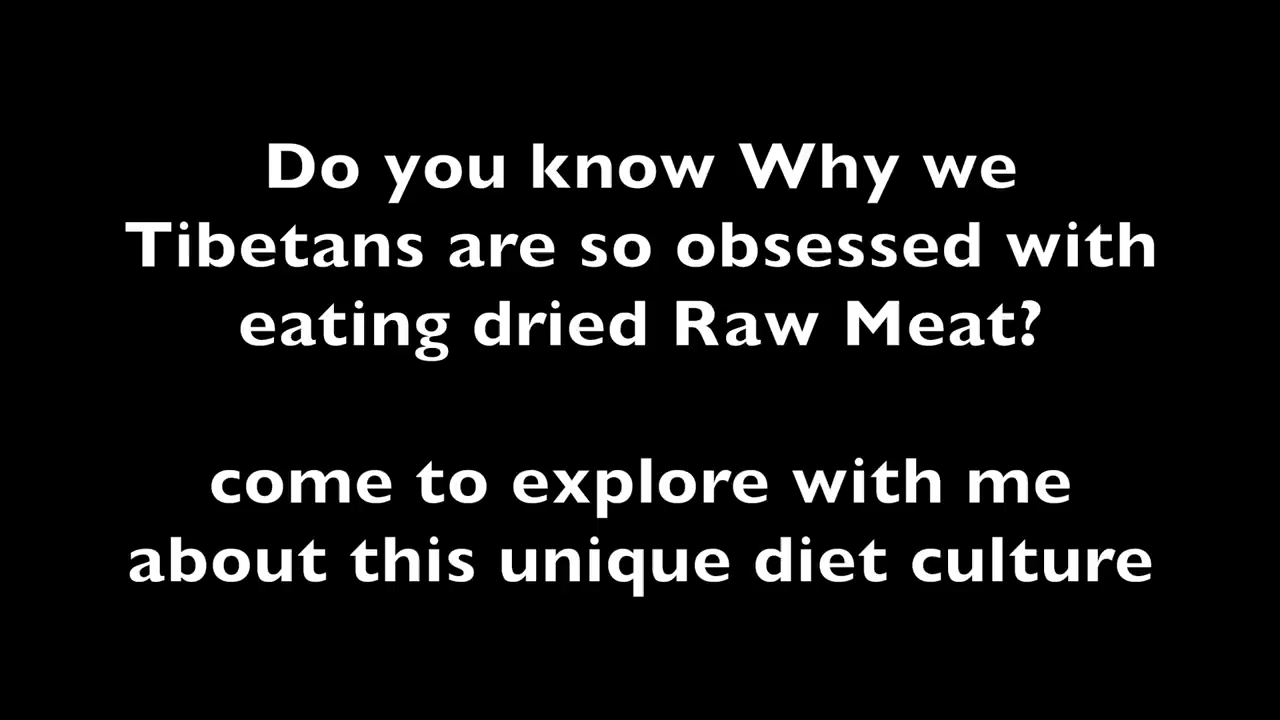 Do you know Why we
Tibetans are so obsessed with
eating dried Raw Meat?
come to explore with me
about this unique diet culture